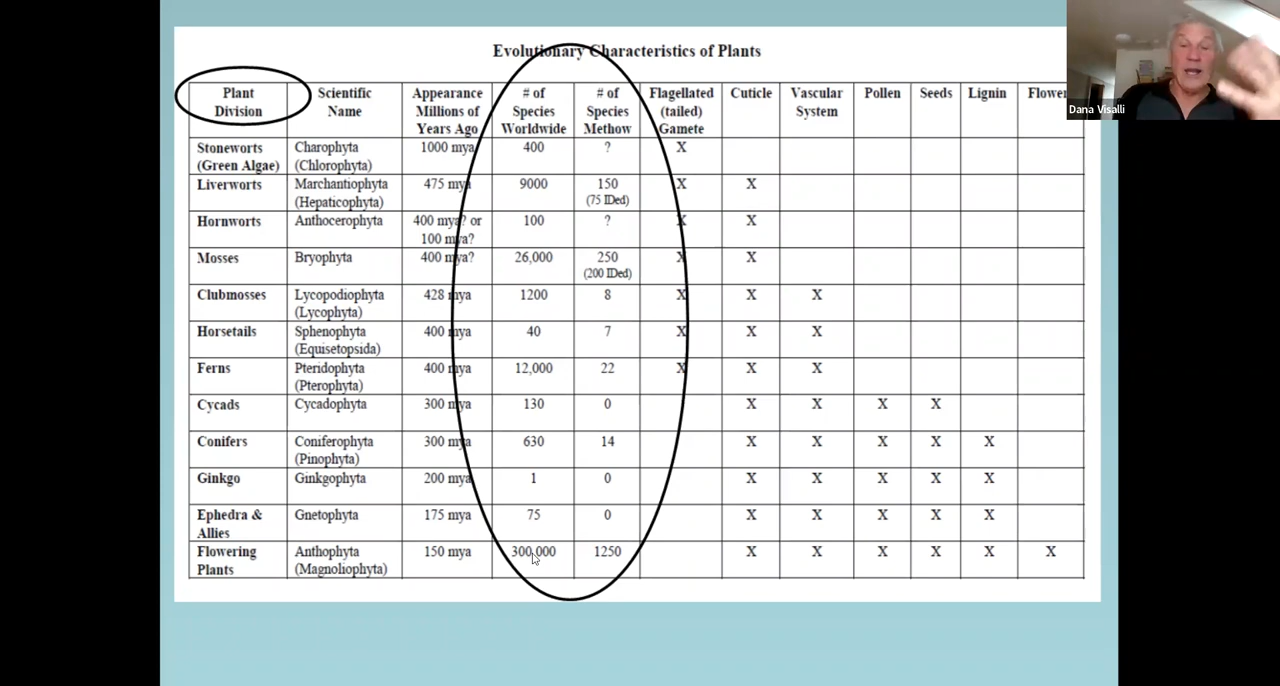 Evolutionary Characteristics of Plants
Dana Visalli
Plant Division | Scientific Name | Appearance Millions of Years Ago | # of Species Worldwide | # of Species Methow | Flagellated (tailed) Gamete | Cuticle | Vascular System | Pollen | Seeds | Lignin | Flower
Stoneworts (Green Algae) | Charophyta (Chlorophyta) | 1000 mya | 400 | ? | X
Liverworts | Marchantiophyta (Hepaticophyta) | 475 mya | 9000 | 150 (75 IDed) | X | X
Hornworts | Anthocerophyta | 400 mya? or 100 mya? | 100 | ? | X | X
Mosses | Bryophyta | 400 mya? | 26,000 | 250 (200 IDed) | X | X
Clubmosses | Lycopodiophyta (Lycophyta) | 428 mya | 1200 | 8 | X | X | X
Horsetails | Sphenophyta (Equisetopsida) | 400 mya | 40 | 7 | X | X | X
Ferns | Pteridophyta (Pterophyta) | 400 mya | 12,000 | 22 | X | X | X
Cycads | Cycadophyta | 300 mya | 130 | 0 | X | X | X | X
Conifers | Coniferophyta (Pinophyta) | 300 mya | 630 | 14 | X | X | X | X | X
Ginkgo | Ginkgophyta | 200 mya | 1 | 0 | X | X | X | X | X
Ephedra & Allies | Gnetophyta | 175 mya | 75 | 0 | X | X | X | X | X
Flowering Plants | Anthophyta (Magnoliophyta) | 150 mya | 300,000 | 1250 | X | X | X | X | X | X